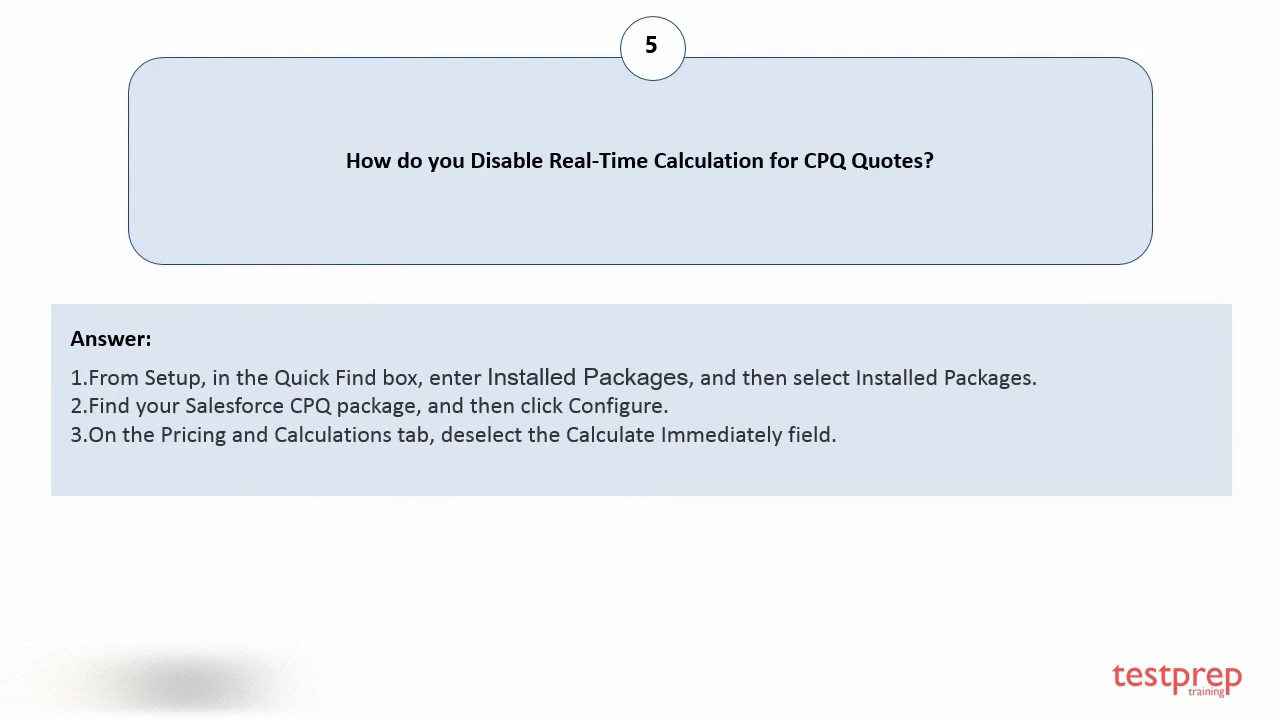 5
How do you Disable Real-Time Calculation for CPQ Quotes?
Answer:
1.From Setup, in the Quick Find box, enter Installed Packages, and then select Installed Packages.
2.Find your Salesforce CPQ package, and then click Configure.
3.On the Pricing and Calculations tab, deselect the Calculate Immediately field.
testprep
training